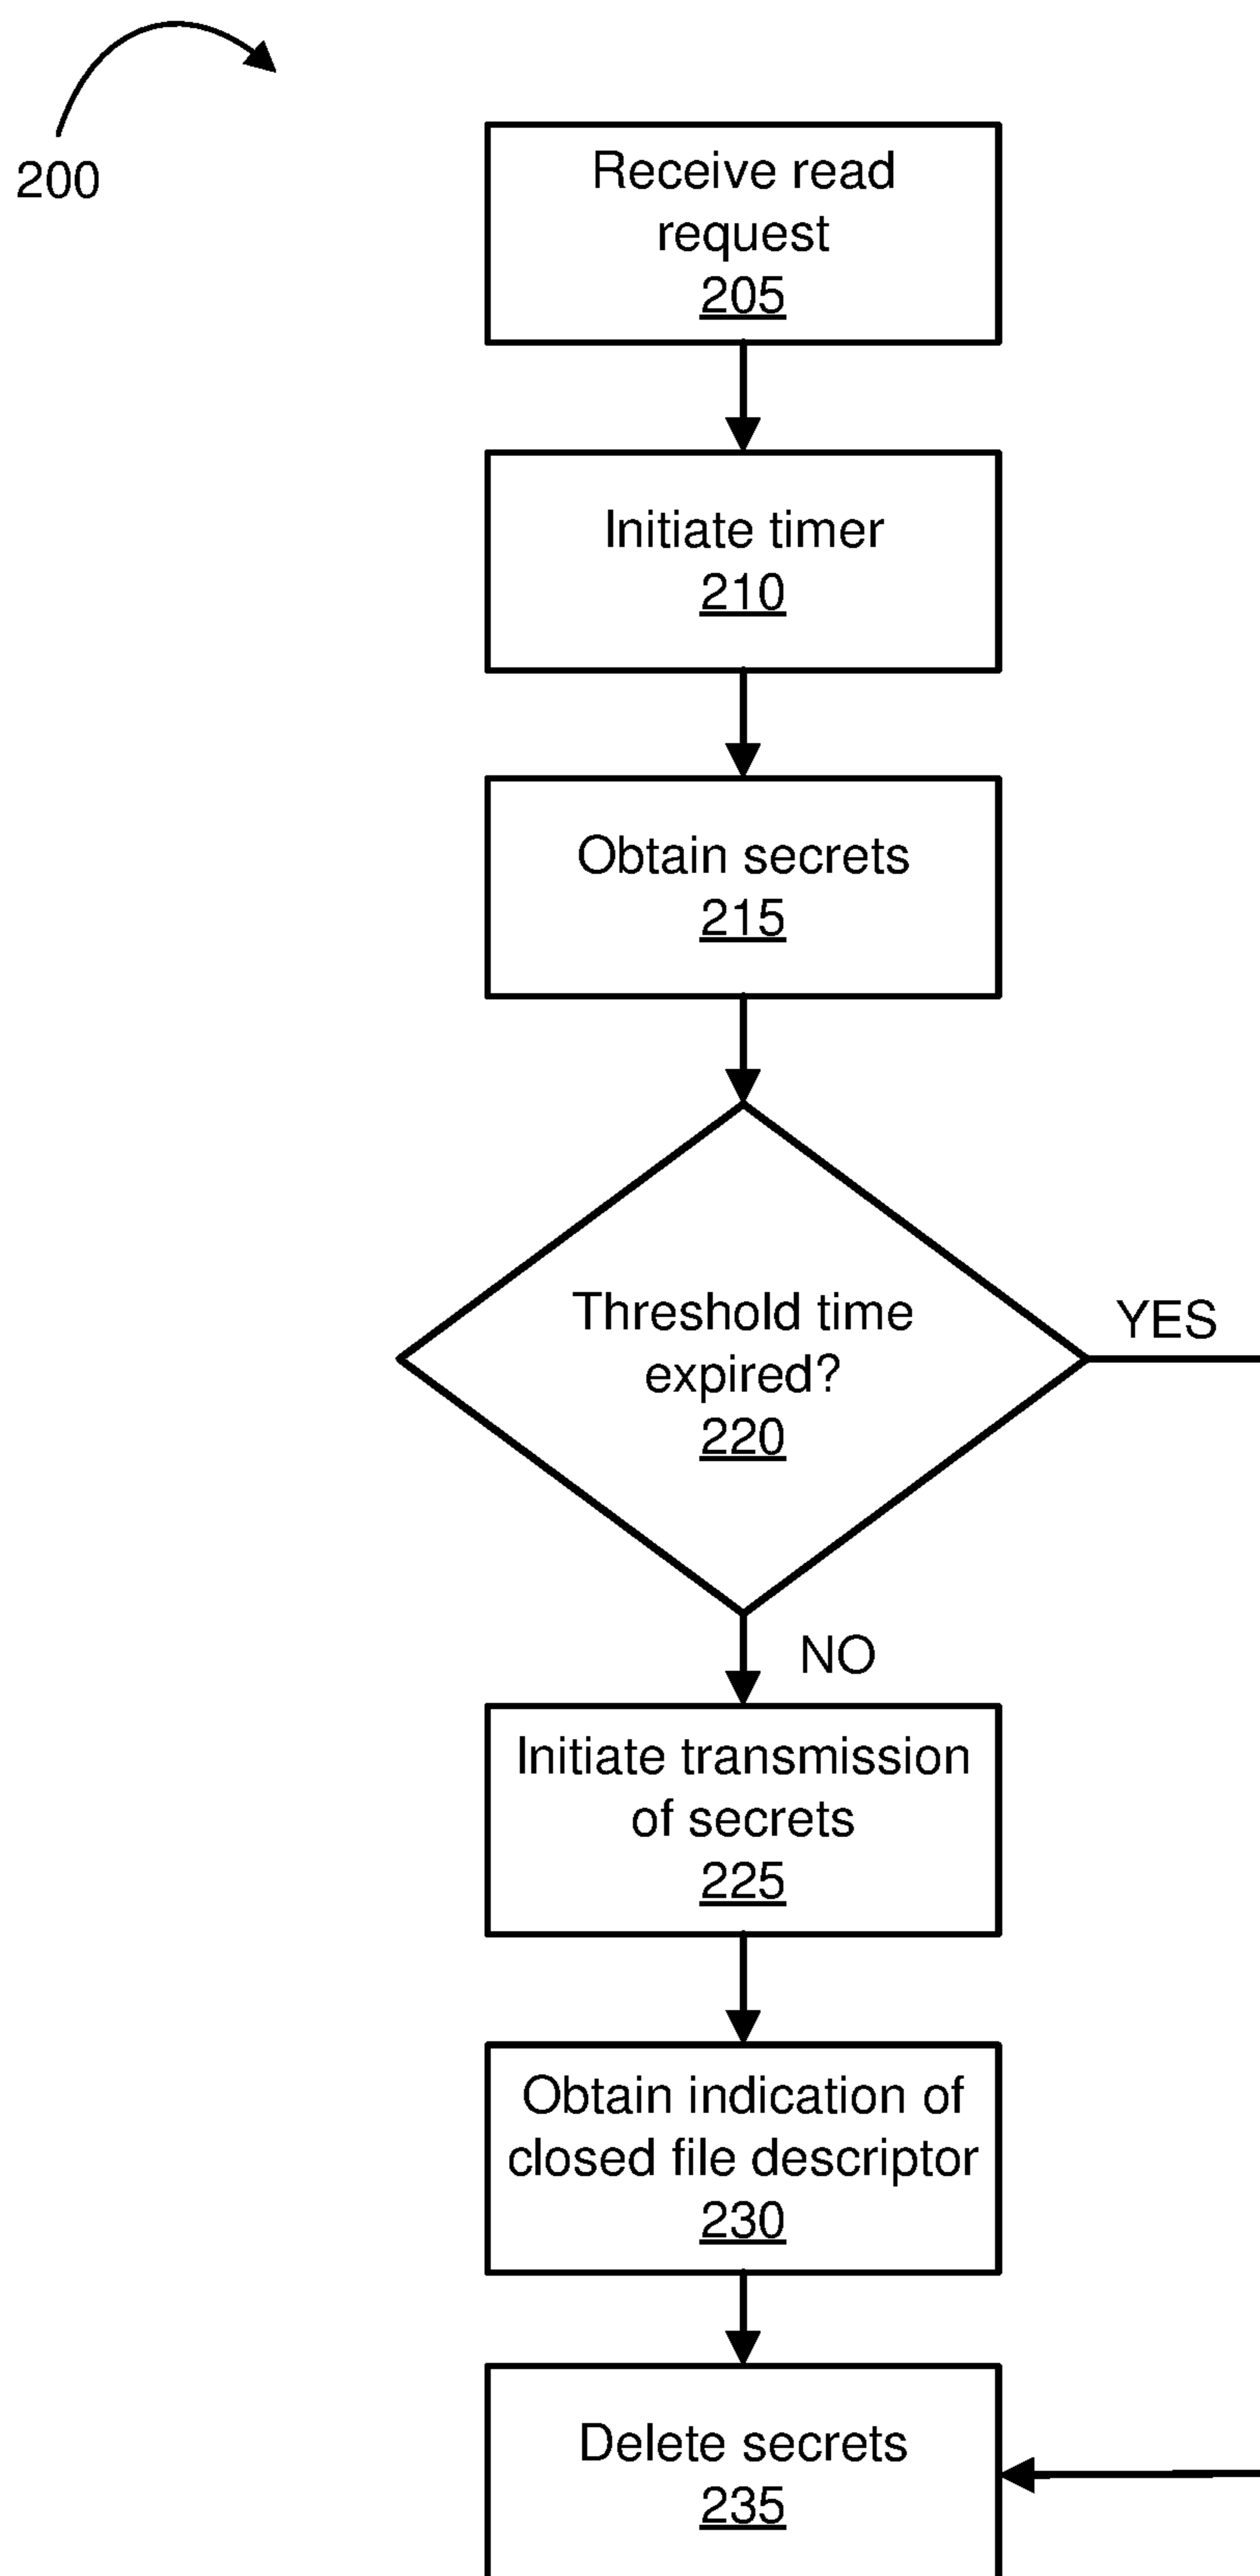 200
Receive read
request
205
Initiate timer
210
Obtain secrets
215
Threshold time
expired?
220
YES
NO
Initiate transmission
of secrets
225
Obtain indication of
closed file descriptor
230
Delete secrets
235